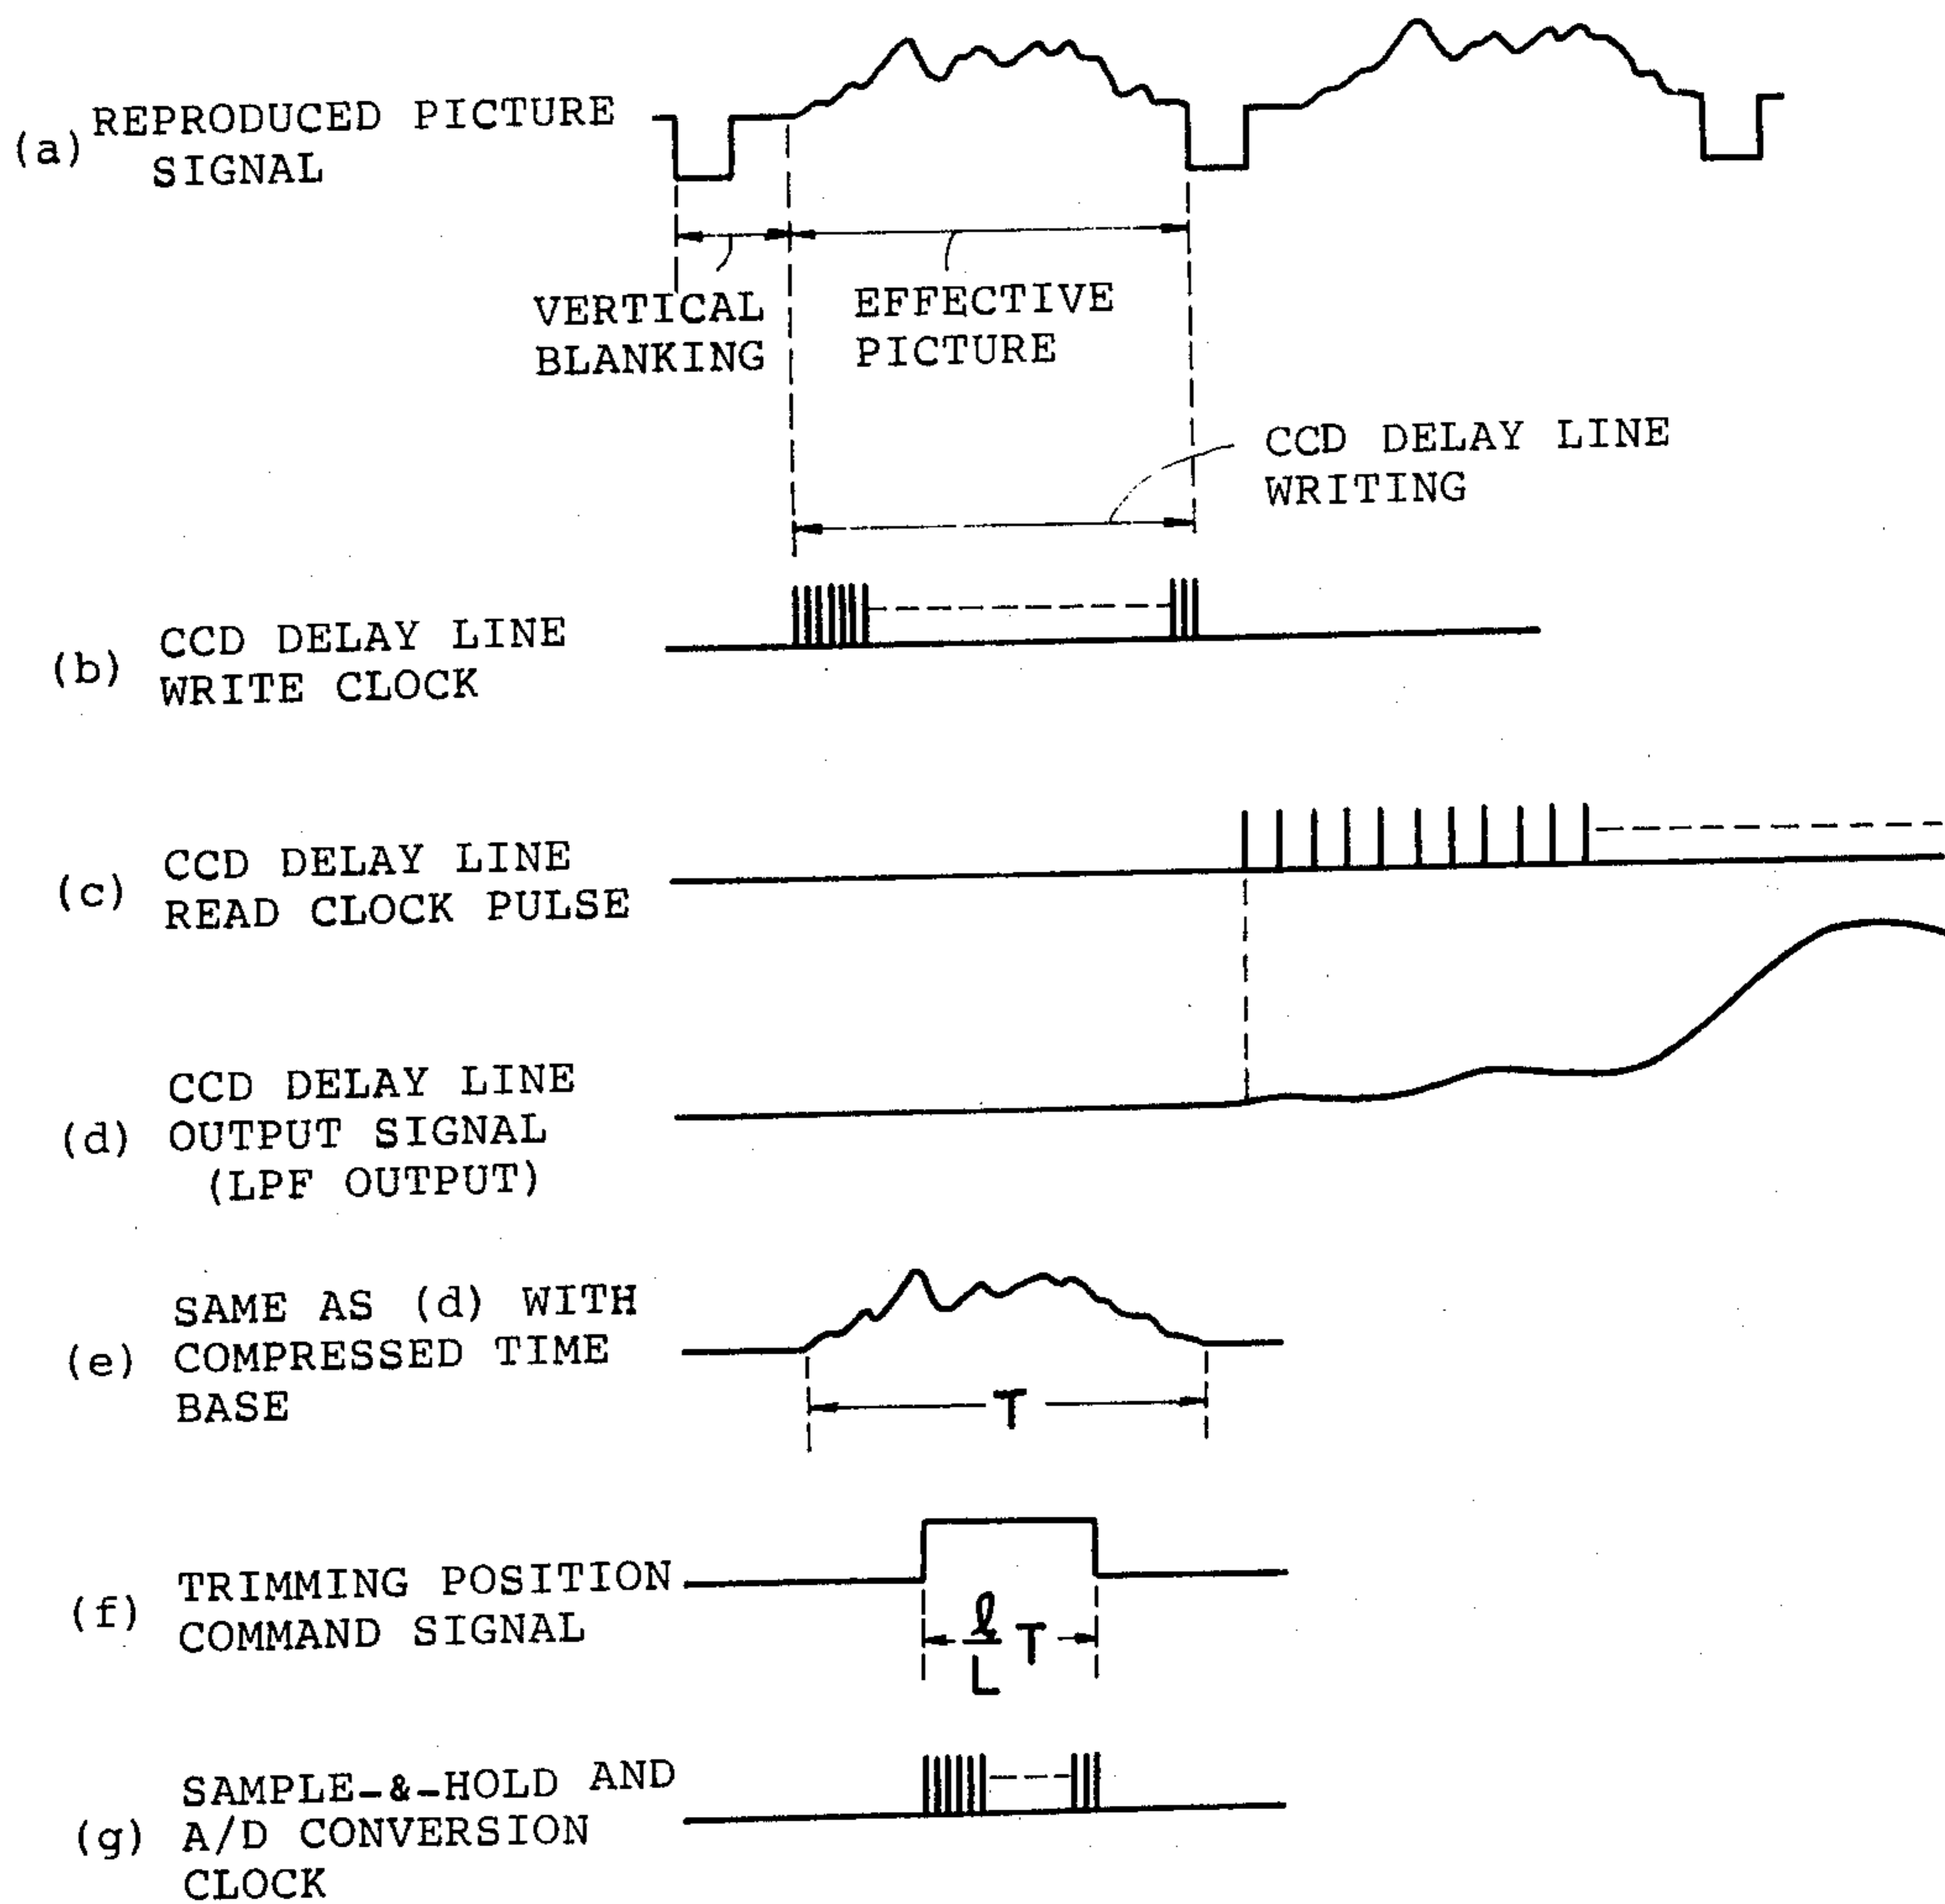 (a) REPRODUCED PICTURE
SIGNAL
VERTICAL
BLANKING
EFFECTIVE
PICTURE
CCD DELAY LINE
WRITING
(b) CCD DELAY LINE
WRITE CLOCK
(c) CCD DELAY LINE
READ CLOCK PULSE
CCD DELAY LINE
(d) OUTPUT SIGNAL
(LPF OUTPUT)
SAME AS (d) WITH
(e) COMPRESSED TIME
BASE
T
(f) TRIMMING POSITION
COMMAND SIGNAL
ℓ/L T
SAMPLE-&-HOLD AND
(g) A/D CONVERSION
CLOCK